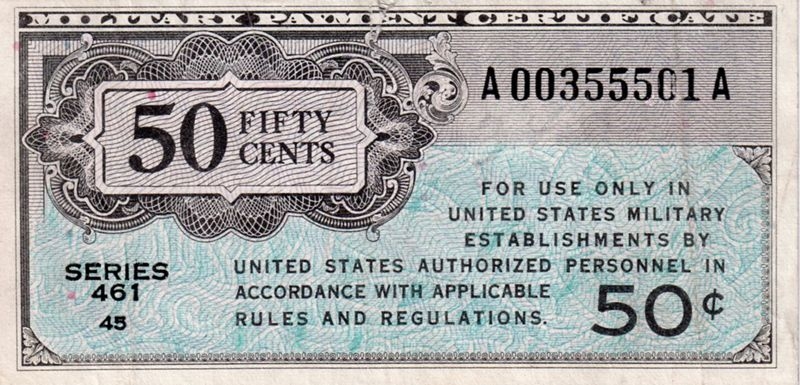 MILITARY PAYMENT CERTIFICATE
A00355501A
50 FIFTY
CENTS
FOR USE ONLY IN
UNITED STATES MILITARY
ESTABLISHMENTS BY
UNITED STATES AUTHORIZED PERSONNEL IN
ACCORDANCE WITH APPLICABLE
RULES AND REGULATIONS.
SERIES
461
45
50¢